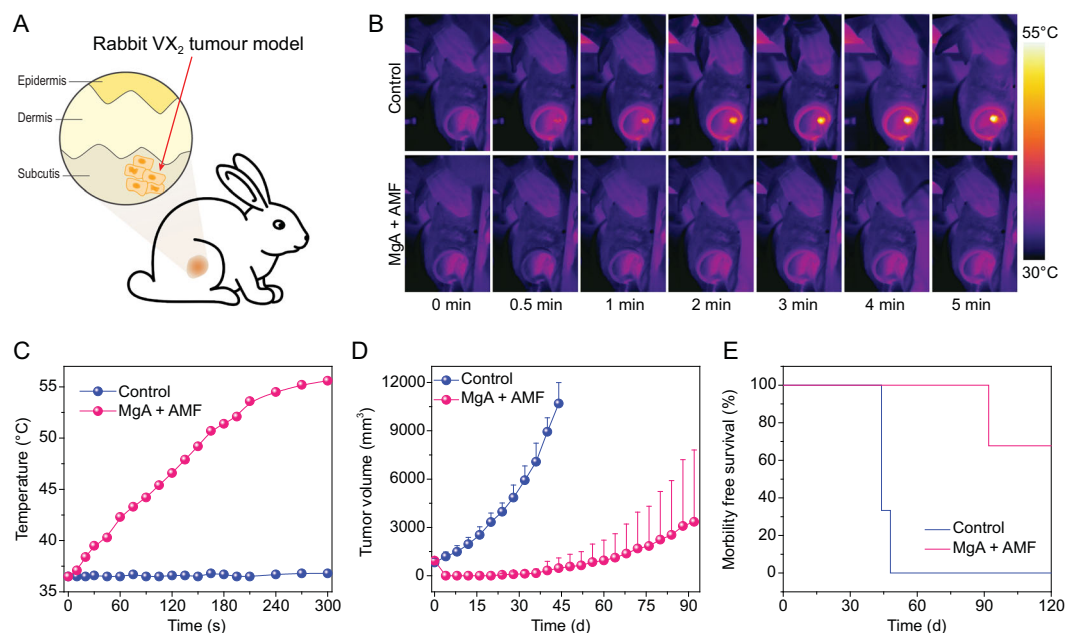 A
Rabbit VX2 tumour model
Epidermis
Dermis
Subcutis
B
Control
MgA + AMF
0 min 0.5 min 1 min 2 min 3 min 4 min 5 min
55°C
30°C
C
Control
MgA + AMF
Temperature (°C)
55
50
45
40
35
0 60 120 180 240 300
Time (s)
D
Control
MgA + AMF
Tumor volume (mm3)
12000
9000
6000
3000
0
0 15 30 45 60 75 90
Time (d)
E
Morbility free survival (%)
100
80
60
40
20
0
Control
MgA + AMF
0 30 60 90 120
Time (d)